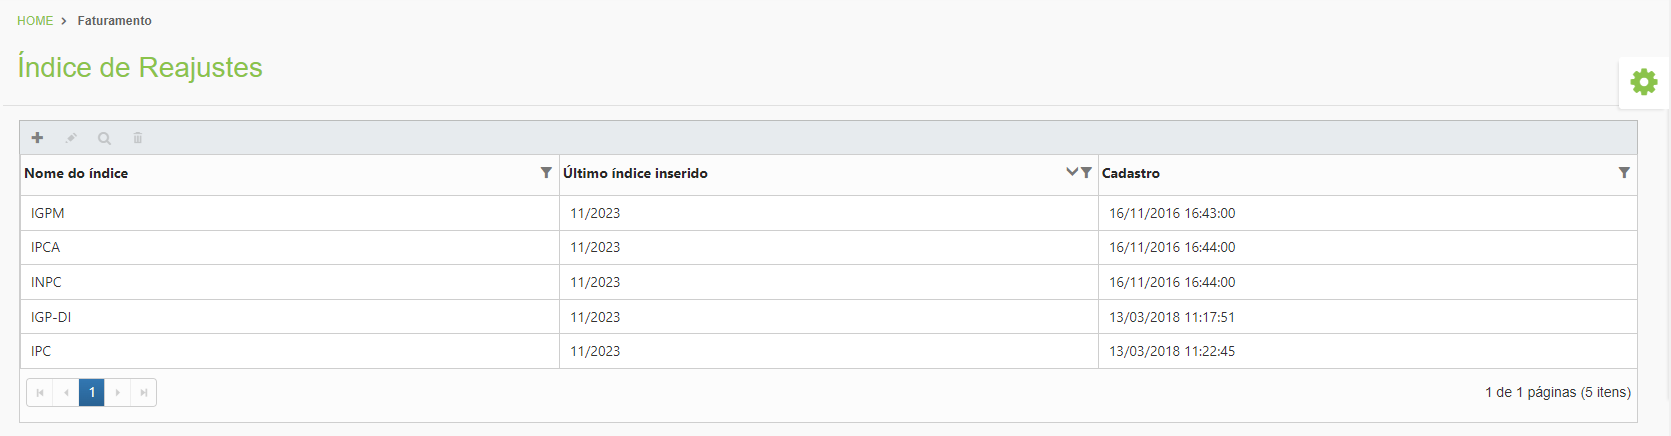 HOME > Faturamento
Índice de Reajustes
Nome do índice Último índice inserido Cadastro
IGPM 11/2023 16/11/2016 16:43:00
IPCA 11/2023 16/11/2016 16:44:00
INPC 11/2023 16/11/2016 16:44:00
IGP-DI 11/2023 13/03/2018 11:17:51
IPC 11/2023 13/03/2018 11:22:45
1 1 de 1 páginas (5 itens)